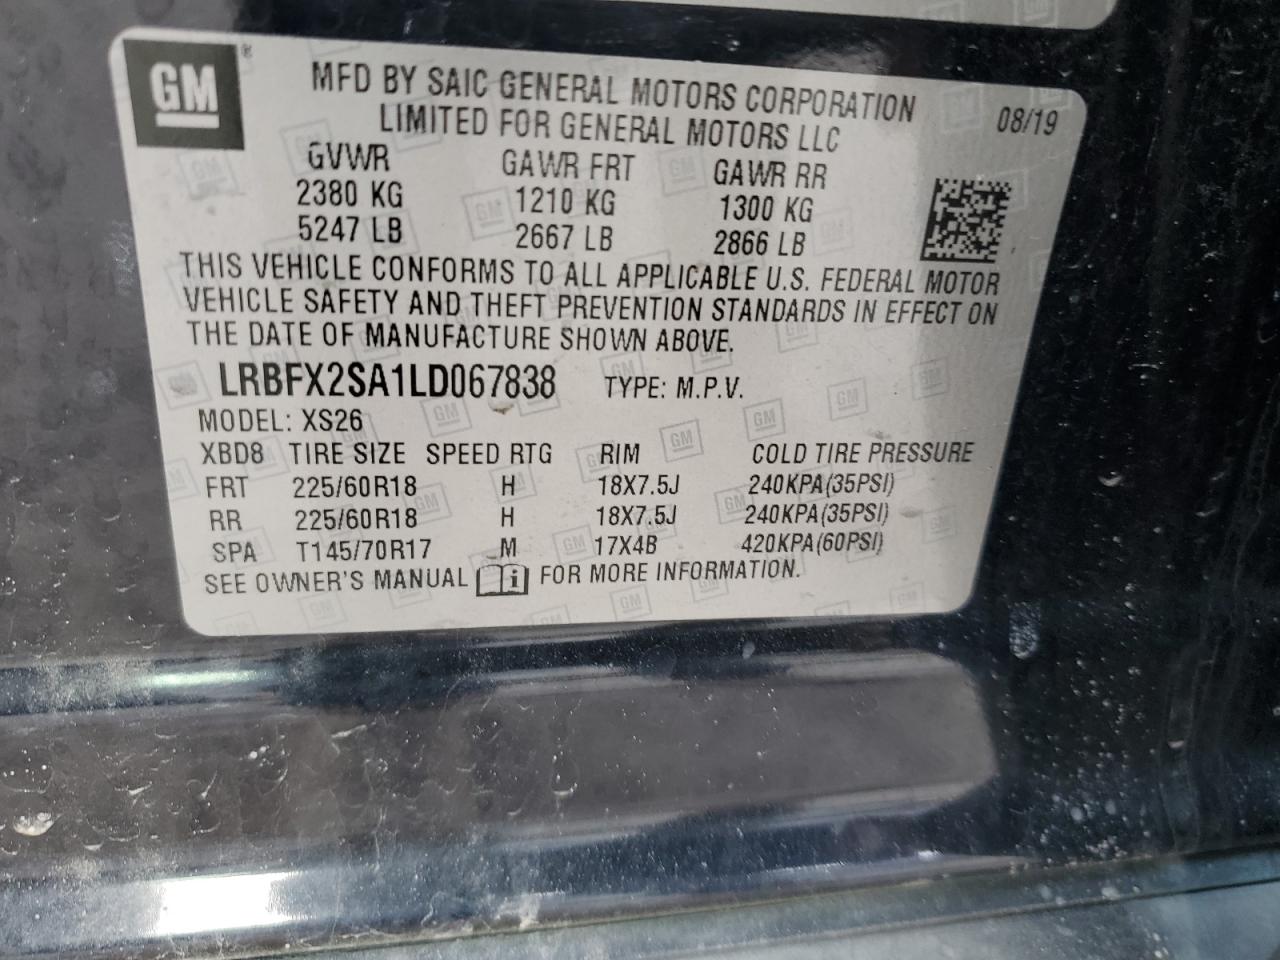 GM ®
MFD BY SAIC GENERAL MOTORS CORPORATION
LIMITED FOR GENERAL MOTORS LLC
08/19
GVWR GAWR FRT GAWR RR
2380 KG 1210 KG 1300 KG
5247 LB 2667 LB 2866 LB
THIS VEHICLE CONFORMS TO ALL APPLICABLE U.S. FEDERAL MOTOR
VEHICLE SAFETY AND THEFT PREVENTION STANDARDS IN EFFECT ON
THE DATE OF MANUFACTURE SHOWN ABOVE.
LRBFX2SA1LD067838 TYPE: M.P.V.
MODEL: XS26
XBD8 TIRE SIZE SPEED RTG RIM COLD TIRE PRESSURE
FRT 225/60R18 H 18X7.5J 240KPA(35PSI)
RR 225/60R18 H 18X7.5J 240KPA(35PSI)
SPA T145/70R17 M 17X4B 420KPA(60PSI)
SEE OWNER'S MANUAL i FOR MORE INFORMATION.